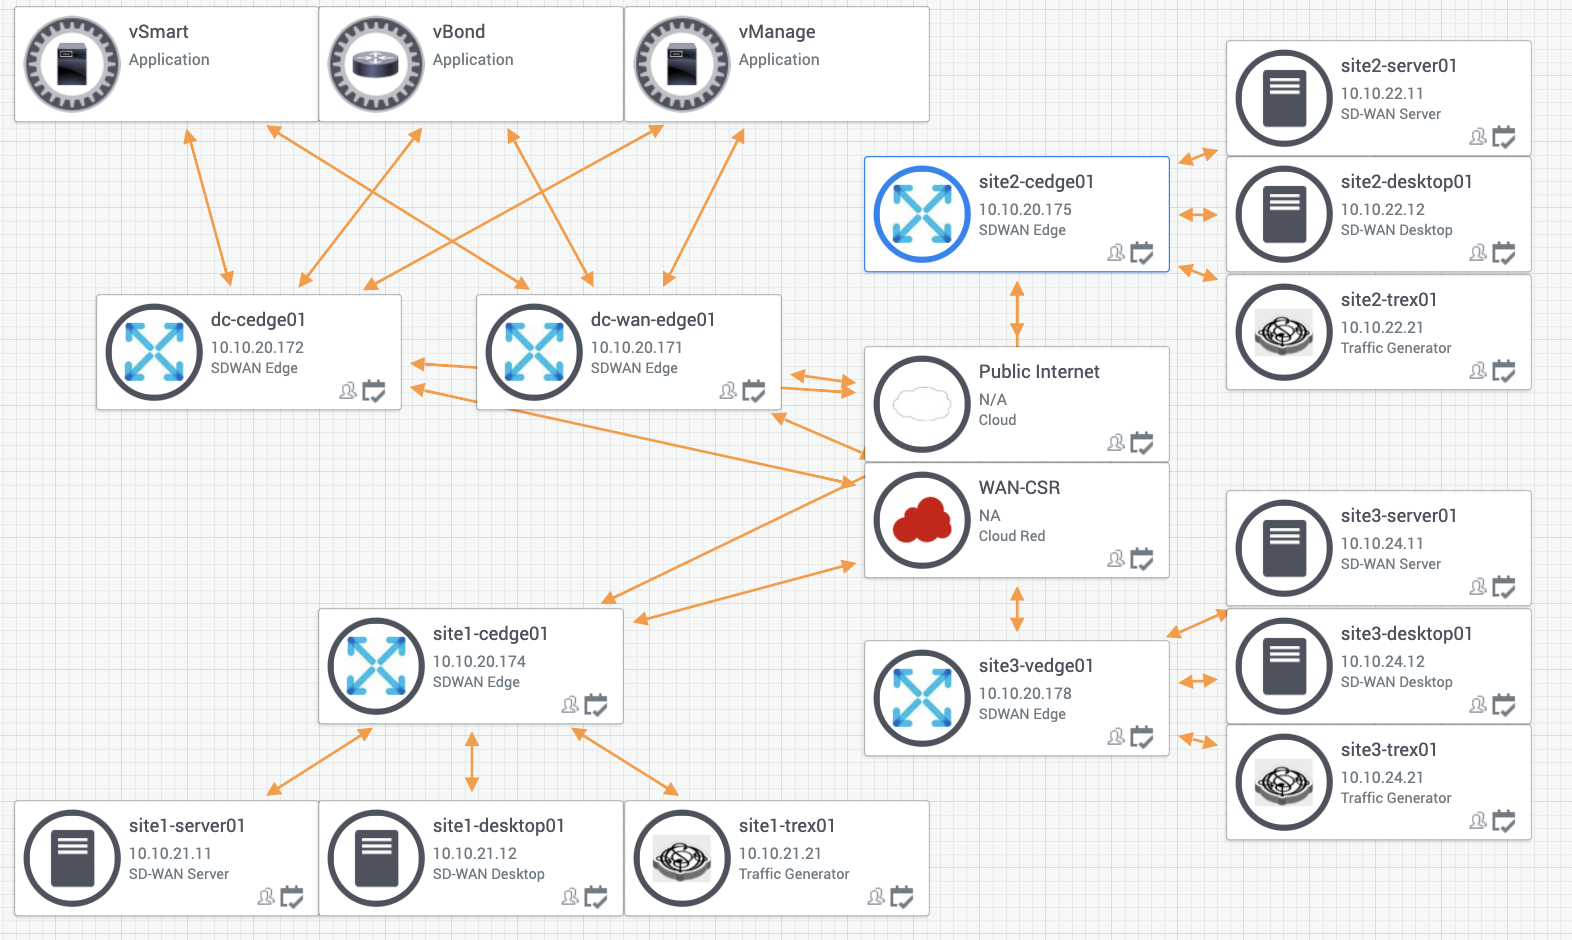 vSmart
Application
vBond
Application
vManage
Application
site2-server01
10.10.22.11
SD-WAN Server
site2-cedge01
10.10.20.175
SDWAN Edge
site2-desktop01
10.10.22.12
SD-WAN Desktop
site2-trex01
10.10.22.21
Traffic Generator
dc-cedge01
10.10.20.172
SDWAN Edge
dc-wan-edge01
10.10.20.171
SDWAN Edge
Public Internet
N/A
Cloud
WAN-CSR
NA
Cloud Red
site3-server01
10.10.24.11
SD-WAN Server
site1-cedge01
10.10.20.174
SDWAN Edge
site3-vedge01
10.10.20.178
SDWAN Edge
site3-desktop01
10.10.24.12
SD-WAN Desktop
site3-trex01
10.10.24.21
Traffic Generator
site1-server01
10.10.21.11
SD-WAN Server
site1-desktop01
10.10.21.12
SD-WAN Desktop
site1-trex01
10.10.21.21
Traffic Generator